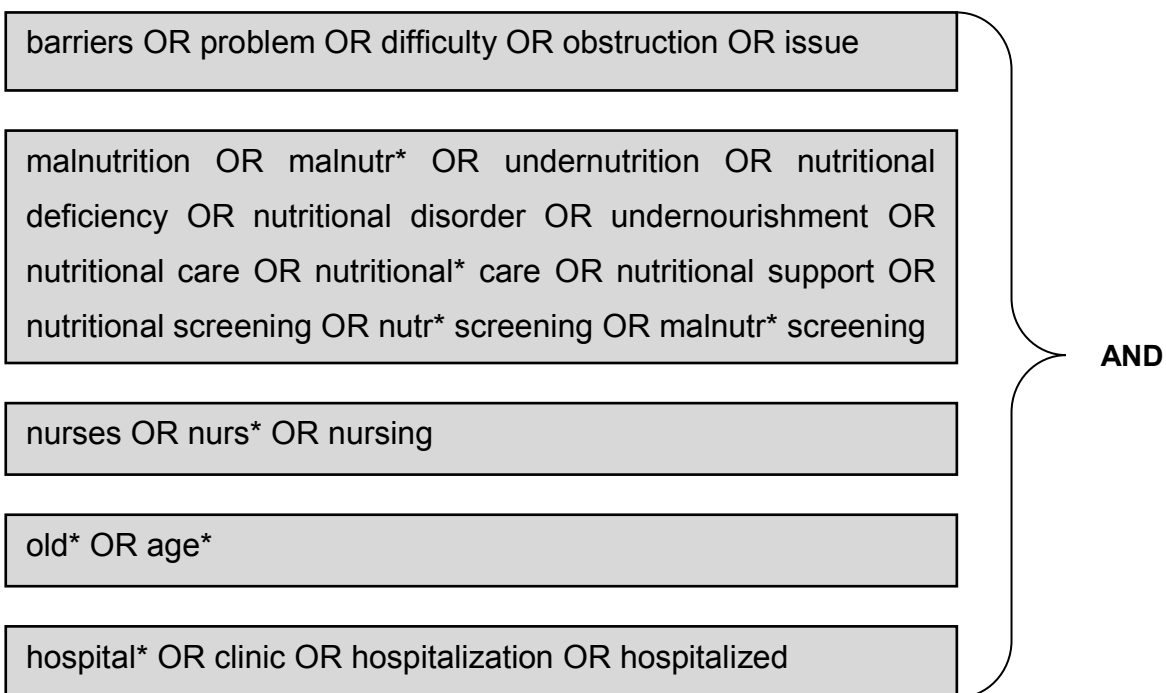 barriers OR problem OR difficulty OR obstruction OR issue
malnutrition OR malnutr* OR undernutrition OR nutritional
deficiency OR nutritional disorder OR undernourishment OR
nutritional care OR nutritional* care OR nutritional support OR
nutritional screening OR nutr* screening OR malnutr* screening
AND
nurses OR nurs* OR nursing
old* OR age*
hospital* OR clinic OR hospitalization OR hospitalized